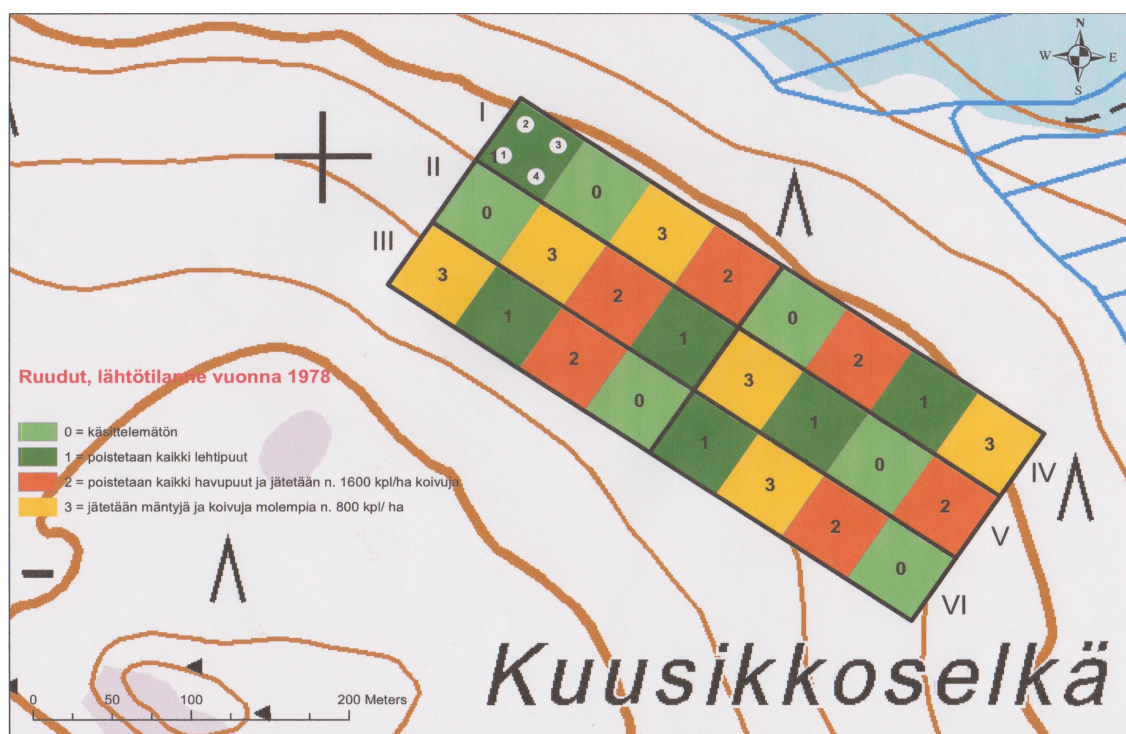 N
W E
S
I
2
3
1 1
4
II
0
3
2
III
0
3
2
1
0
2
1
3
IV
3
1
2
0
3
1
0
2
V
1
3
2
0
VI
Ruudut, lähtötilanne vuonna 1978
0 = käsittelemätön
1 = poistetaan kaikki lehtipuut
2 = poistetaan kaikki havupuut ja jätetään n. 1600 kpl/ha koivuja
3 = jätetään mäntyjä ja koivuja molempia n. 800 kpl/ ha
Kuusikkoselkä
0 50 100 200 Meters